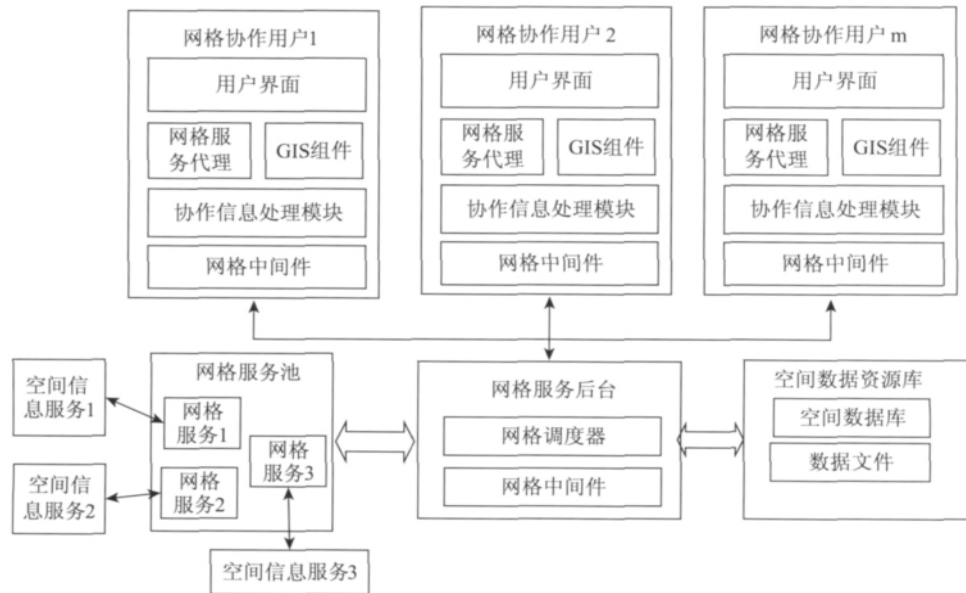 网格协作用户1
用户界面
网格服
务代理
GIS组件
协作信息处理模块
网格中间件
网格协作用户2
用户界面
网格服
务代理
GIS组件
协作信息处理模块
网格中间件
网格协作用户m
用户界面
网格服
务代理
GIS组件
协作信息处理模块
网格中间件
空间信
息服务1
空间信
息服务2
网格服务池
网格
服务1
网格
服务2
网格
服务3
空间信息服务3
网格服务后台
网格调度器
网格中间件
空间数据资源库
空间数据库
数据文件